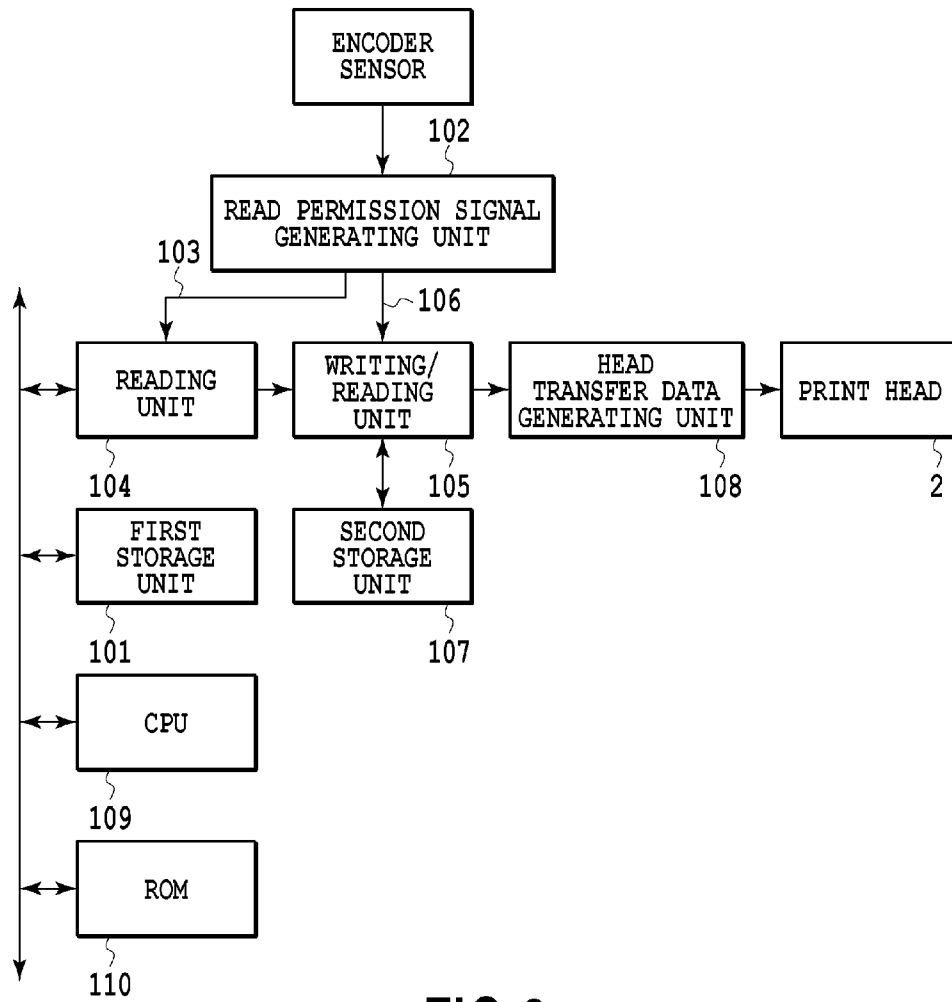 ENCODER
SENSOR
102
READ PERMISSION SIGNAL
GENERATING UNIT
103
106
READING
UNIT
WRITING/
READING
UNIT
HEAD
TRANSFER DATA
GENERATING UNIT
PRINT HEAD
104
105
108
2
FIRST
STORAGE
UNIT
SECOND
STORAGE
UNIT
101
107
CPU
109
ROM
110